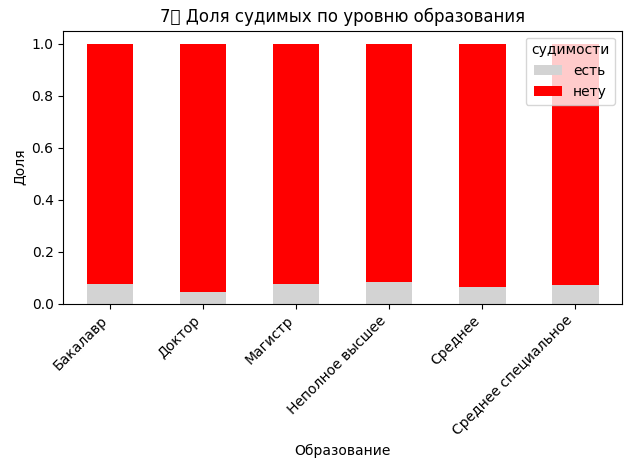 7 Доля судимых по уровню образования
судимости
есть
нету
1.0
0.8
0.6
0.4
0.2
0.0
Доля
Бакалавр
Доктор
Магистр
Неполное высшее
Среднее
Среднее специальное
Образование